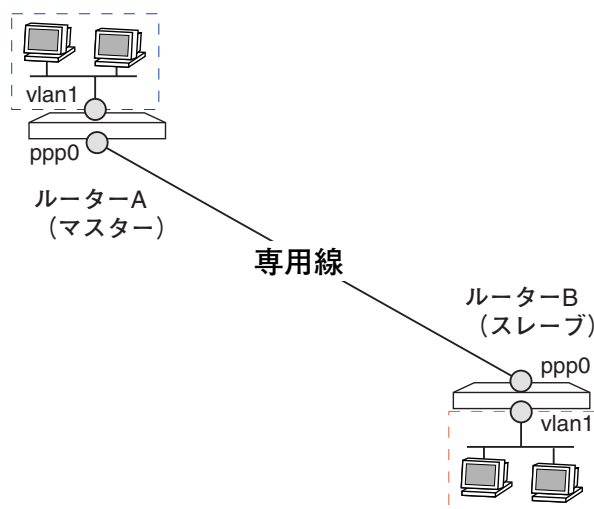 vlan1
ppp0
ルーターA
（マスター）
専用線
ルーターB
（スレーブ）
ppp0
vlan1